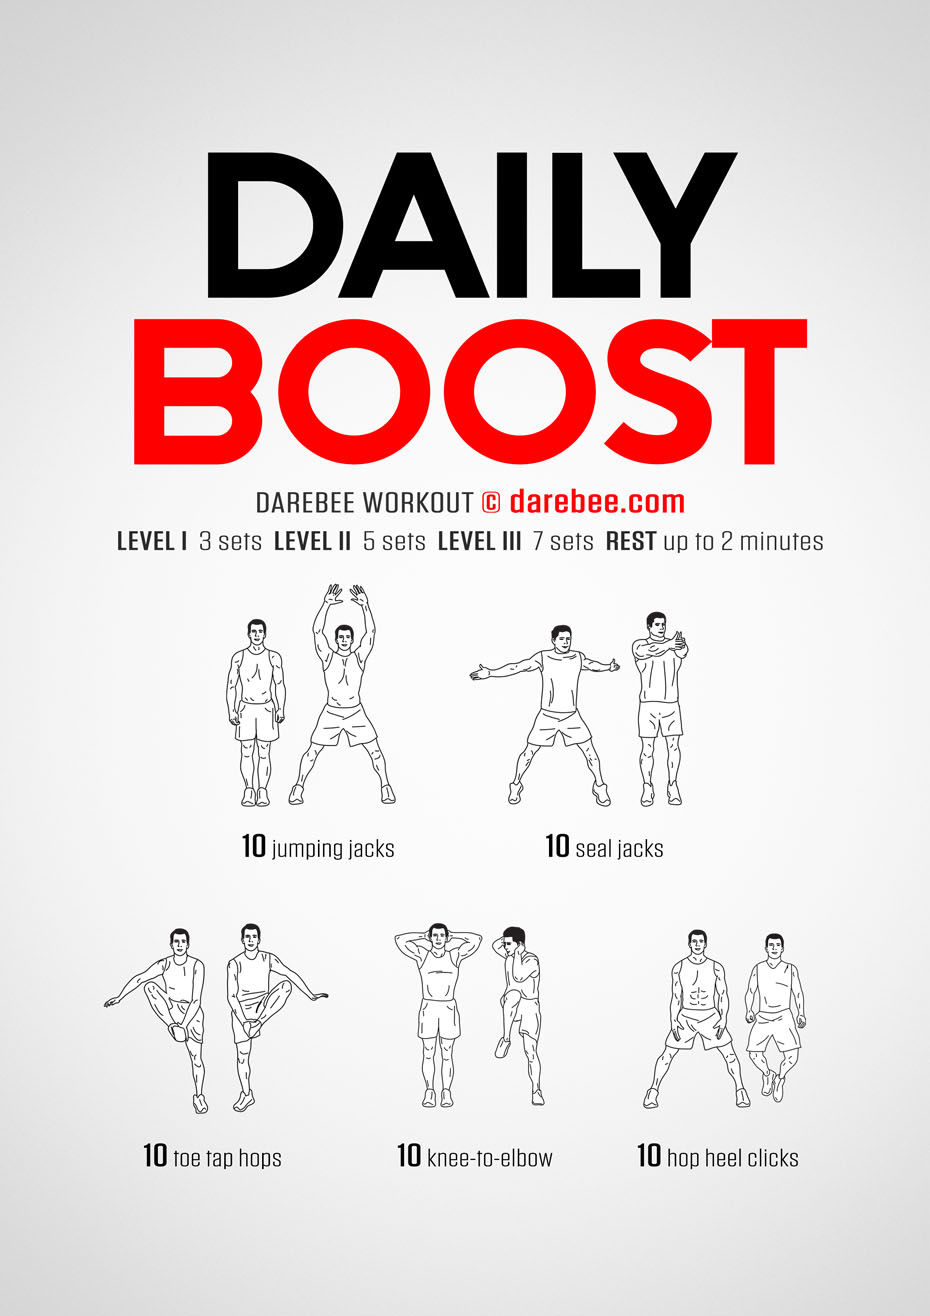 DAILY
BOOST
DAREBEE WORKOUT © darebee.com
LEVEL I 3 sets LEVEL II 5 sets LEVEL III 7 sets REST up to 2 minutes
10 jumping jacks
10 seal jacks
10 toe tap hops
10 knee-to-elbow
10 hop heel clicks